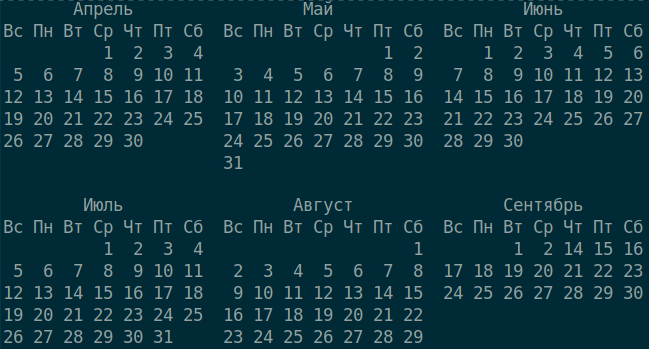 Апрель Май Июнь
Вс Пн Вт Ср Чт Пт Сб Вс Пн Вт Ср Чт Пт Сб Вс Пн Вт Ср Чт Пт Сб
1 2 3 4 1 2 1 2 3 4 5 6
5 6 7 8 9 10 11 3 4 5 6 7 8 9 7 8 9 10 11 12 13
12 13 14 15 16 17 18 10 11 12 13 14 15 16 14 15 16 17 18 19 20
19 20 21 22 23 24 25 17 18 19 20 21 22 23 21 22 23 24 25 26 27
26 27 28 29 30 24 25 26 27 28 29 30 28 29 30
31
Июль Август Сентябрь
Вс Пн Вт Ср Чт Пт Сб Вс Пн Вт Ср Чт Пт Сб Вс Пн Вт Ср Чт Пт Сб
1 2 3 4 1 1 2 14 15 16
5 6 7 8 9 10 11 2 3 4 5 6 7 8 17 18 19 20 21 22 23
12 13 14 15 16 17 18 9 10 11 12 13 14 15 24 25 26 27 28 29 30
19 20 21 22 23 24 25 16 17 18 19 20 21 22
26 27 28 29 30 31 23 24 25 26 27 28 29